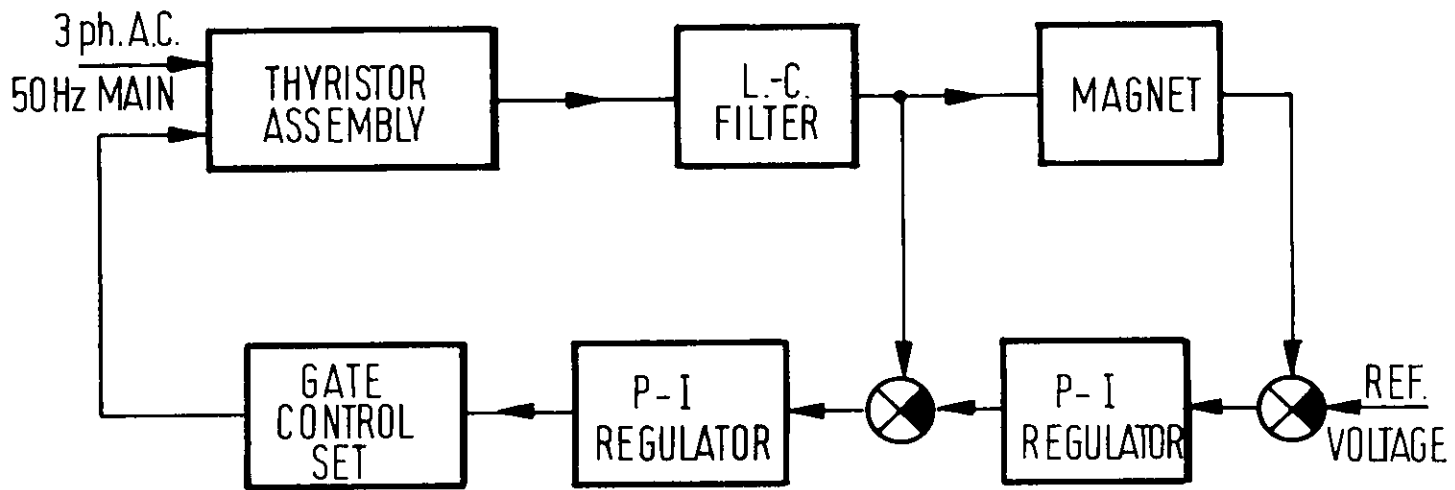 3 ph. A.C.
50 Hz MAIN
THYRISTOR
ASSEMBLY
L.-C.
FILTER
MAGNET
GATE
CONTROL
SET
P-I
REGULATOR
P-I
REGULATOR
REF.
VOLTAGE